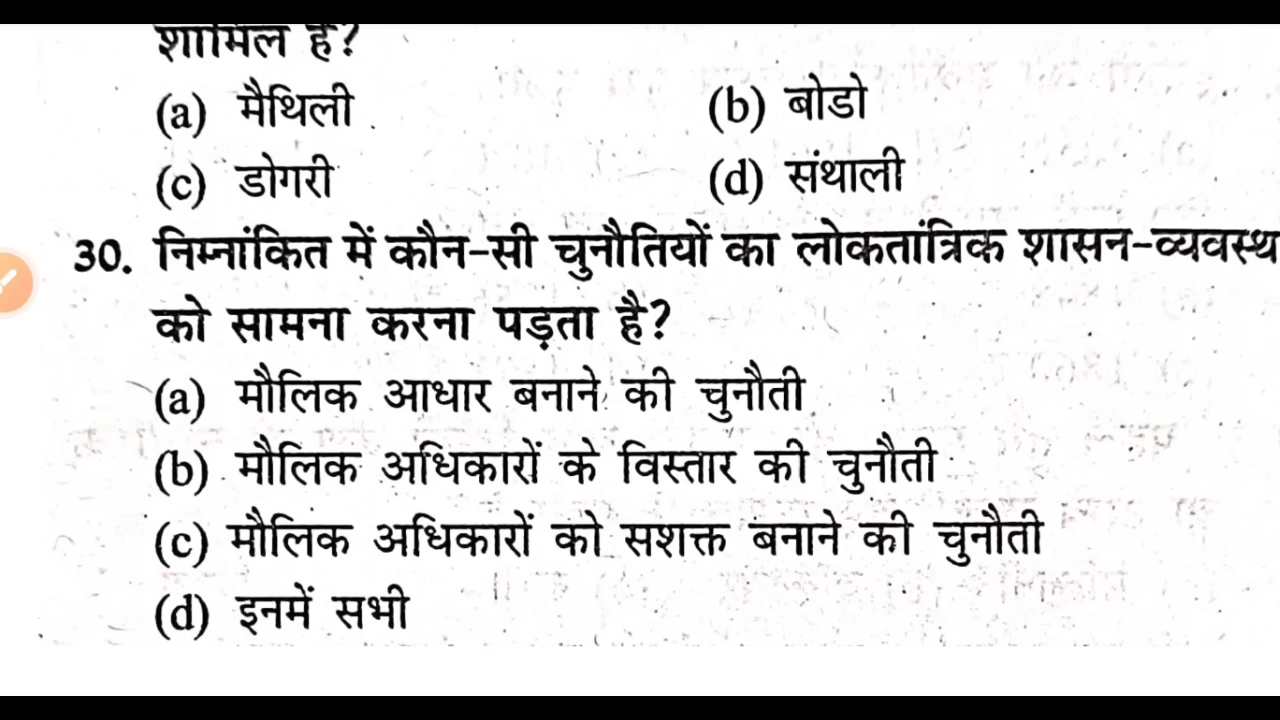 शामिल है?
(a) मैथिली (b) बोडो
(c) डोगरी (d) संथाली
30. निम्नांकित में कौन-सी चुनौतियों का लोकतांत्रिक शासन-व्यवस्थ
को सामना करना पड़ता है?
(a) मौलिक आधार बनाने की चुनौती
(b) मौलिक अधिकारों के विस्तार की चुनौती
(c) मौलिक अधिकारों को सशक्त बनाने की चुनौती
(d) इनमें सभी